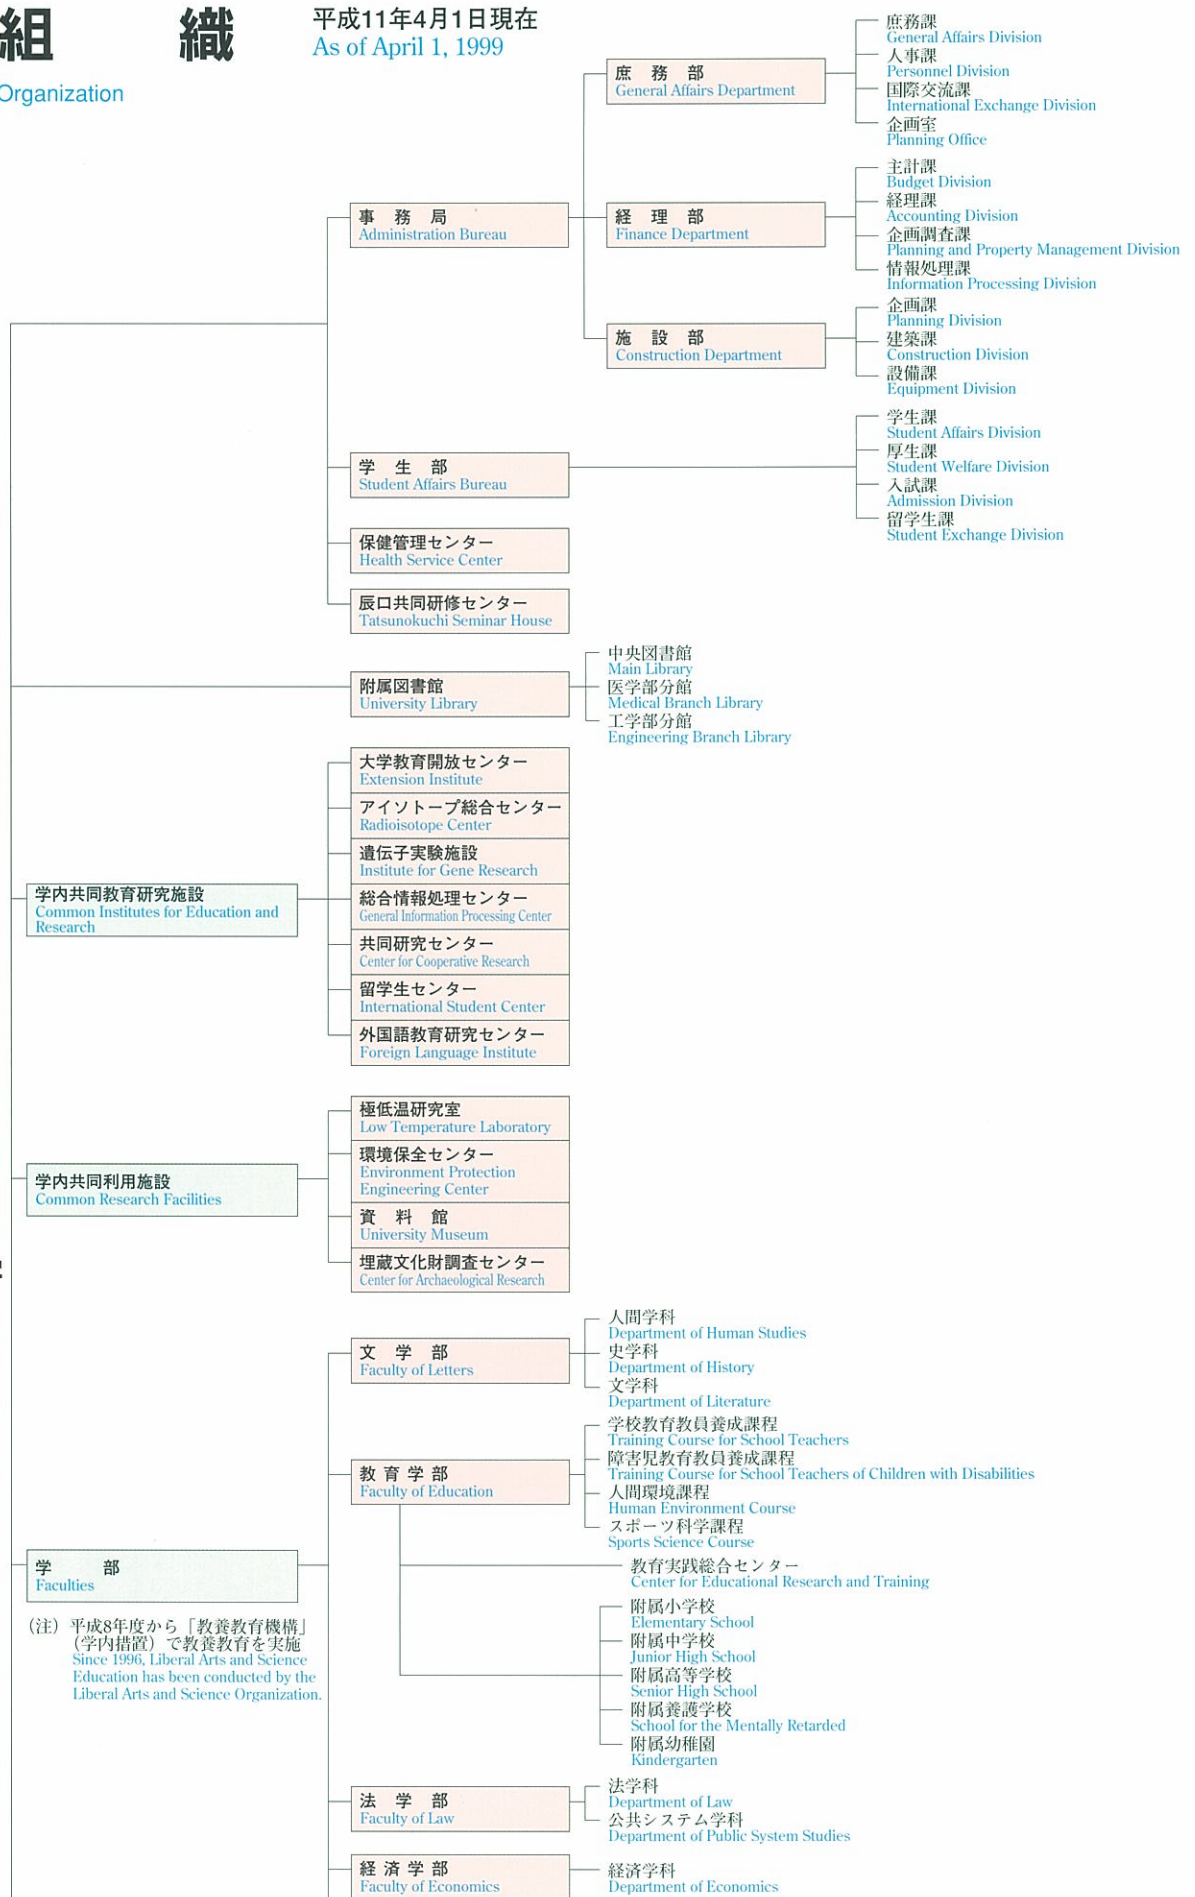 組 織
Organization
平成11年4月1日現在
As of April 1, 1999
事 務 局
Administration Bureau
庶 務 部
General Affairs Department
庶務課
General Affairs Division
人事課
Personnel Division
国際交流課
International Exchange Division
企画室
Planning Office
経 理 部
Finance Department
主計課
Budget Division
経理課
Accounting Division
企画調査課
Planning and Property Management Division
情報処理課
Information Processing Division
施 設 部
Construction Department
企画課
Planning Division
建築課
Construction Division
設備課
Equipment Division
学 生 部
Student Affairs Bureau
学生課
Student Affairs Division
厚生課
Student Welfare Division
入試課
Admission Division
留学生課
Student Exchange Division
保健管理センター
Health Service Center
辰口共同研修センター
Tatsunokuchi Seminar House
附属図書館
University Library
中央図書館
Main Library
医学部分館
Medical Branch Library
工学部分館
Engineering Branch Library
学内共同教育研究施設
Common Institutes for Education and
Research
大学教育開放センター
Extension Institute
アイソトープ総合センター
Radioisotope Center
遺伝子実験施設
Institute for Gene Research
総合情報処理センター
General Information Processing Center
共同研究センター
Center for Cooperative Research
留学生センター
International Student Center
外国語教育研究センター
Foreign Language Institute
学内共同利用施設
Common Research Facilities
極低温研究室
Low Temperature Laboratory
環境保全センター
Environment Protection
Engineering Center
資 料 館
University Museum
埋蔵文化財調査センター
Center for Archaeological Research
学 部
Faculties
(注) 平成8年度から「教養教育機構」
(学内措置) で教養教育を実施
Since 1996, Liberal Arts and Science
Education has been conducted by the
Liberal Arts and Science Organization.
文 学 部
Faculty of Letters
人間学科
Department of Human Studies
史学科
Department of History
文学科
Department of Literature
教 育 学 部
Faculty of Education
学校教育教員養成課程
Training Course for School Teachers
障害児教育教員養成課程
Training Course for School Teachers of Children with Disabilities
人間環境課程
Human Environment Course
スポーツ科学課程
Sports Science Course
教育実践総合センター
Center for Educational Research and Training
附属小学校
Elementary School
附属中学校
Junior High School
附属高等学校
Senior High School
附属養護学校
School for the Mentally Retarded
附属幼稚園
Kindergarten
法 学 部
Faculty of Law
法学科
Department of Law
公共システム学科
Department of Public System Studies
経 済 学 部
Faculty of Economics
経済学科
Department of Economics